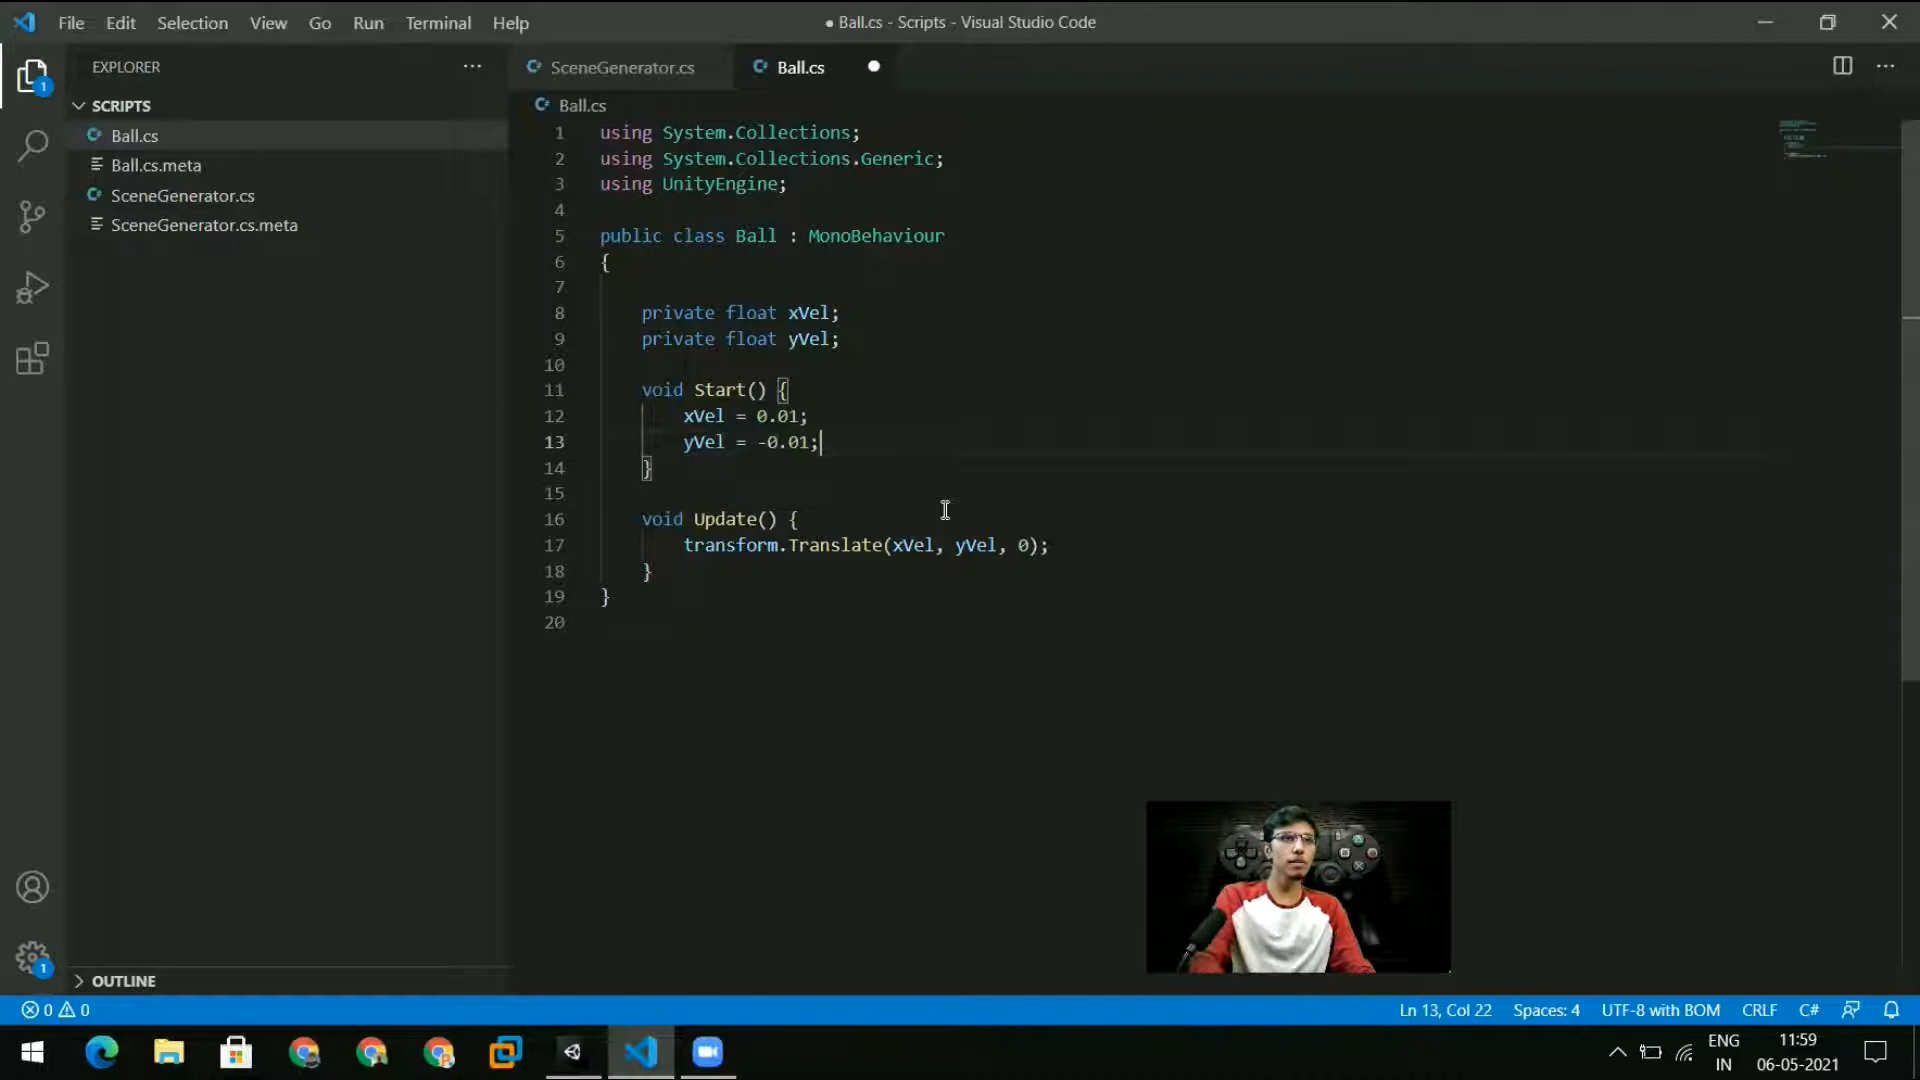 File Edit Selection View Go Run Terminal Help
● Ball.cs - Scripts - Visual Studio Code
EXPLORER
SceneGenerator.cs
Ball.cs
1
SCRIPTS
Ball.cs
Ball.cs.meta
SceneGenerator.cs
SceneGenerator.cs.meta
Ball.cs
1 using System.Collections;
2 using System.Collections.Generic;
3 using UnityEngine;
4
5 public class Ball : MonoBehaviour
6 {
7
8 private float xVel;
9 private float yVel;
10
11 void Start() {
12 xVel = 0.01;
13 yVel = -0.01;
14 }
15
16 void Update() {
17 transform.Translate(xVel, yVel, 0);
18 }
19 }
20
1
OUTLINE
0 0
Ln 13, Col 22 Spaces: 4 UTF-8 with BOM CRLF C#
ENG
IN
11:59
06-05-2021